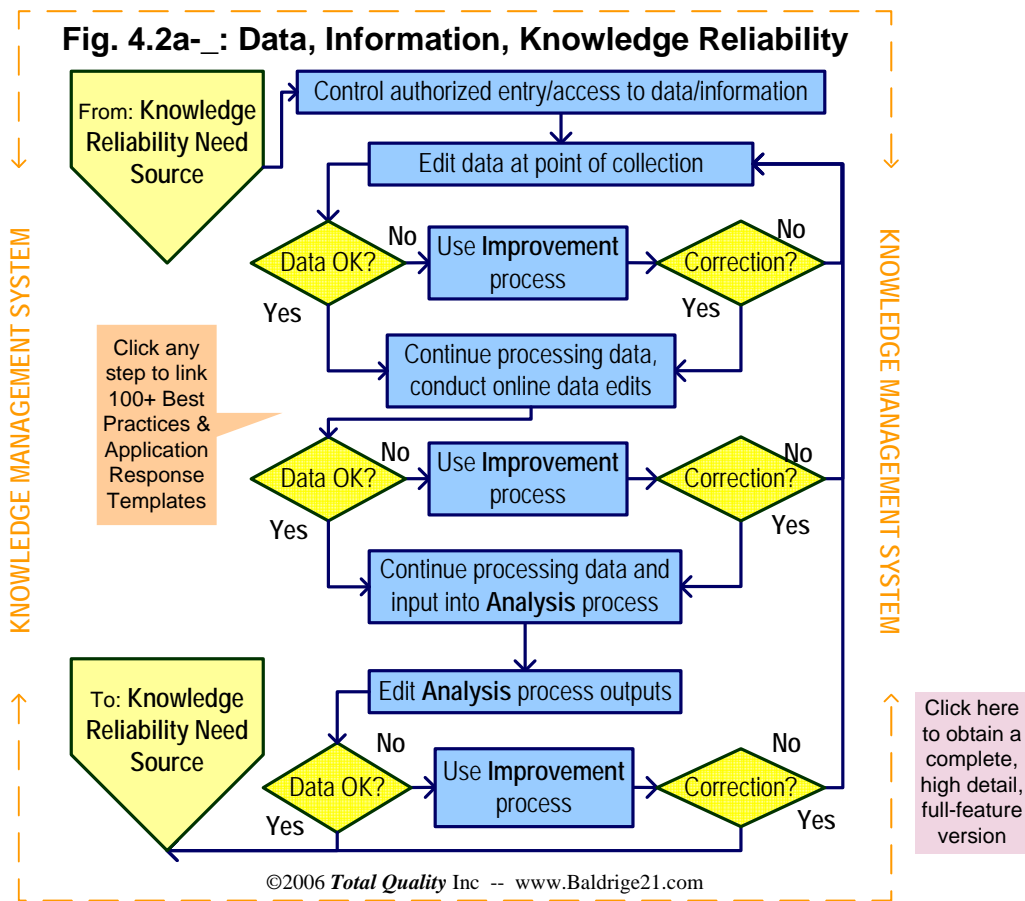 Fig. 4.2a-_: Data, Information, Knowledge Reliability
From: Knowledge
Reliability Need
Source
Control authorized entry/access to data/information
Edit data at point of collection
Data OK?
No
Yes
Use Improvement
process
Correction?
No
Yes
KNOWLEDGE MANAGEMENT SYSTEM
KNOWLEDGE MANAGEMENT SYSTEM
Click any
step to link
100+ Best
Practices &
Application
Response
Templates
Continue processing data,
conduct online data edits
Data OK?
No
Yes
Use Improvement
process
Correction?
No
Yes
Continue processing data and
input into Analysis process
Edit Analysis process outputs
To: Knowledge
Reliability Need
Source
Data OK?
No
Yes
Use Improvement
process
Correction?
No
Yes
Click here
to obtain a
complete,
high detail,
full-feature
version
©2006 Total Quality Inc -- www.Baldrige21.com